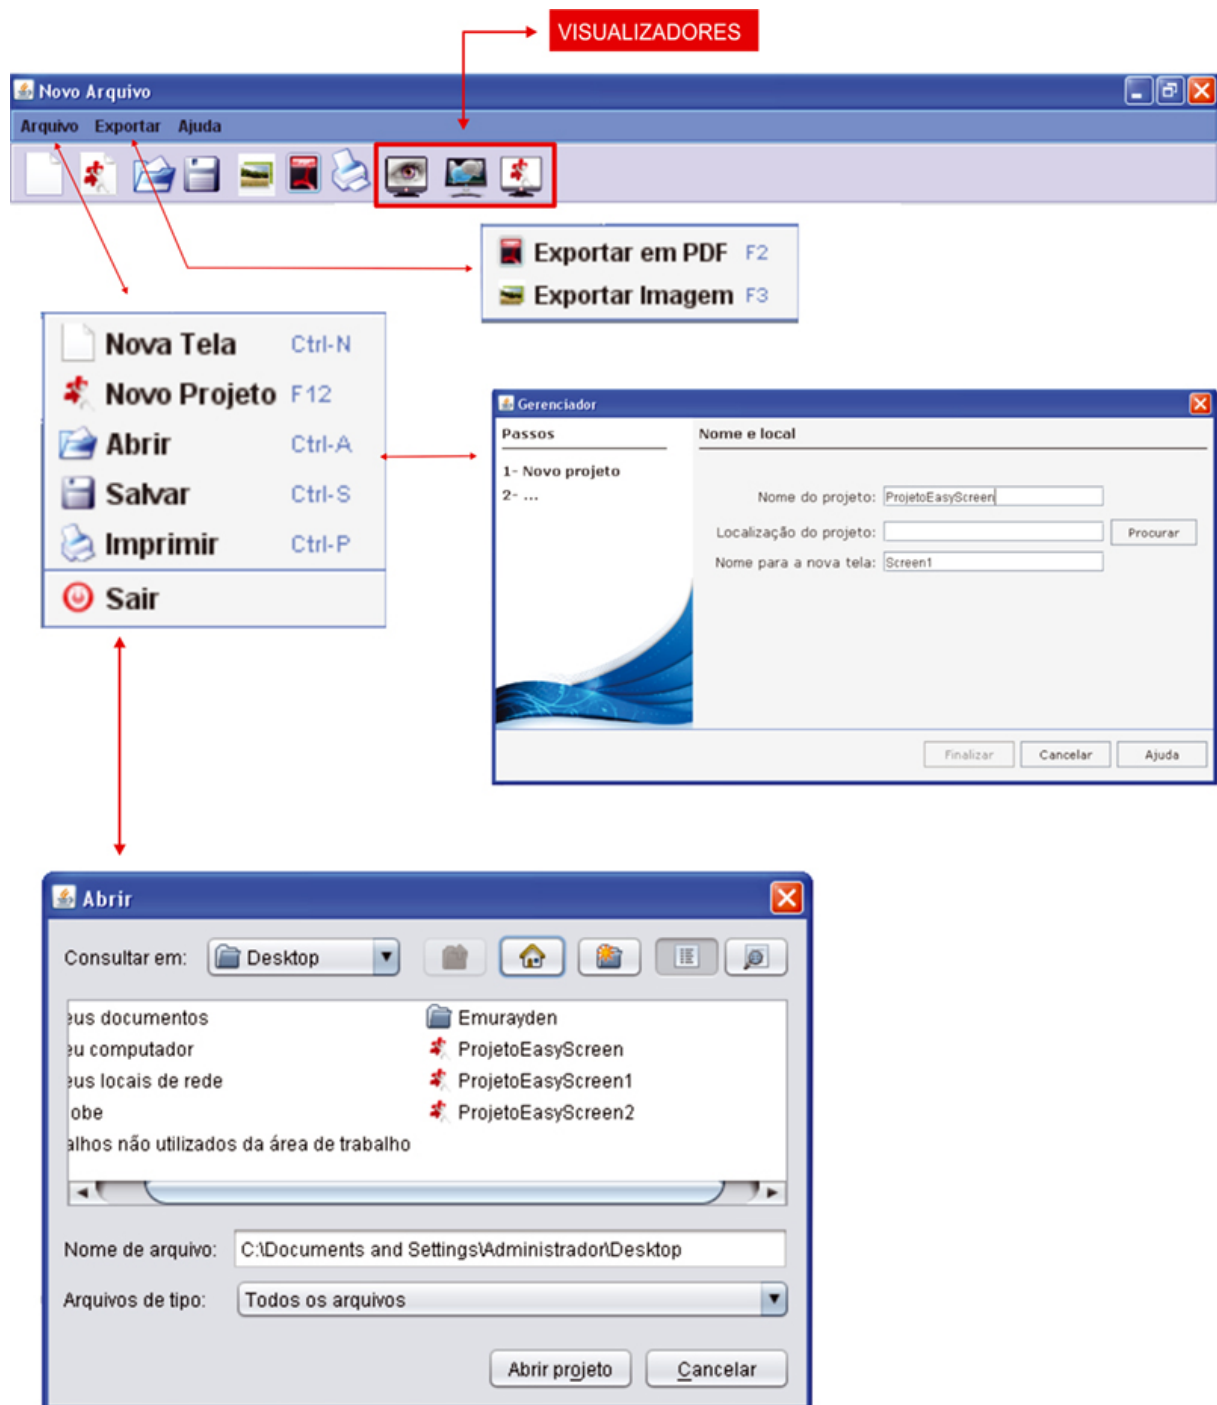 VISUALIZADORES
Novo Arquivo
Arquivo Exportar Ajuda
Exportar em PDF F2
Exportar Imagem F3
Nova Tela Ctrl-N
Novo Projeto F12
Abrir Ctrl-A
Salvar Ctrl-S
Imprimir Ctrl-P
Sair
Gerenciador
Passos
1- Novo projeto
2- ...
Nome e local
Nome do projeto: ProjetoEasyScreen
Localização do projeto: Procurar
Nome para a nova tela: Screen1
Finalizar Cancelar Ajuda
Abrir
Consultar em: Desktop
eus documentos Emurayden
eu computador ProjetoEasyScreen
eus locais de rede ProjetoEasyScreen1
obe ProjetoEasyScreen2
alhos não utilizados da área de trabalho
Nome de arquivo: C:\Documents and Settings\Administrador\Desktop
Arquivos de tipo: Todos os arquivos
Abrir projeto Cancelar